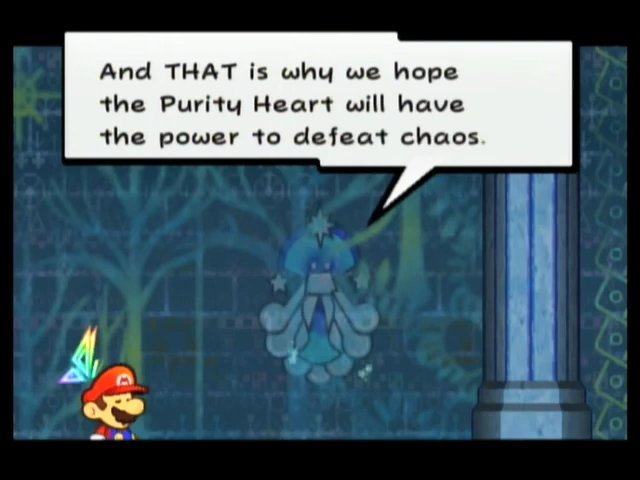 And THAT is why we hope
the Purity Heart will have
the power to defeat chaos.